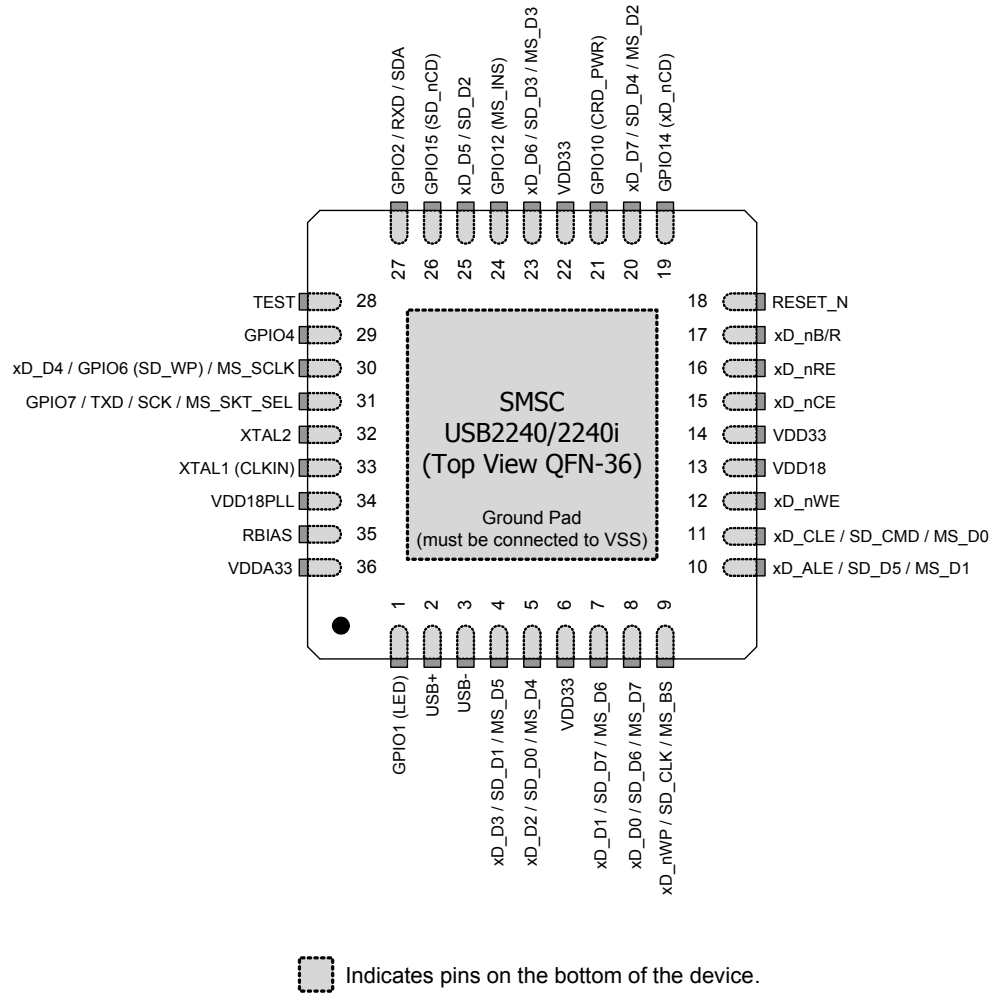 GPIO2 / RXD / SDA
GPIO15 (SD_nCD)
xD_D5 / SD_D2
GPIO12 (MS_INS)
xD_D6 / SD_D3 / MS_D3
VDD33
GPIO10 (CRD_PWR)
xD_D7 / SD_D4 / MS_D2
GPIO14 (xD_nCD)
27
26
25
24
23
22
21
20
19
TEST 28
GPIO4 29
xD_D4 / GPIO6 (SD_WP) / MS_SCLK 30
GPIO7 / TXD / SCK / MS_SKT_SEL 31
XTAL2 32
XTAL1 (CLKIN) 33
VDD18PLL 34
RBIAS 35
VDDA33 36
SMSC
USB2240/2240i
(Top View QFN-36)
Ground Pad
(must be connected to VSS)
18 RESET_N
17 xD_nB/R
16 xD_nRE
15 xD_nCE
14 VDD33
13 VDD18
12 xD_nWE
11 xD_CLE / SD_CMD / MS_D0
10 xD_ALE / SD_D5 / MS_D1
1
2
3
4
5
6
7
8
9
GPIO1 (LED)
USB+
USB-
xD_D3 / SD_D1 / MS_D5
xD_D2 / SD_D0 / MS_D4
VDD33
xD_D1 / SD_D7 / MS_D6
xD_D0 / SD_D6 / MS_D7
xD_nWP / SD_CLK / MS_BS
Indicates pins on the bottom of the device.